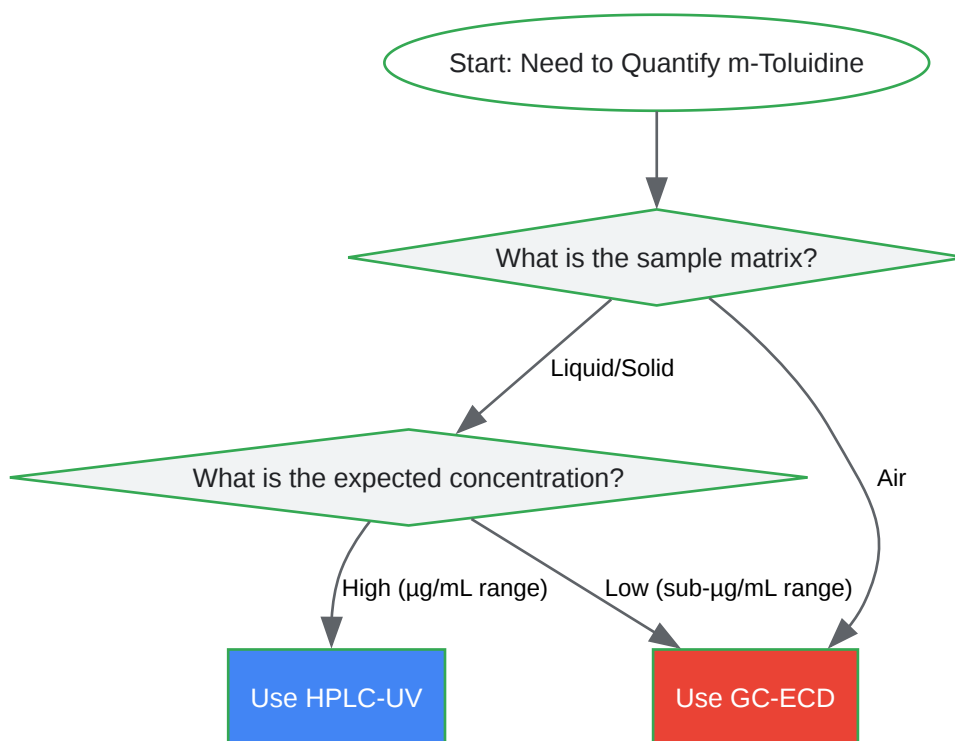 Start: Need to Quantify m-Toluidine
What is the sample matrix?
Liquid/Solid
What is the expected concentration?
Air
High (µg/mL range)
Low (sub-µg/mL range)
Use HPLC-UV
Use GC-ECD